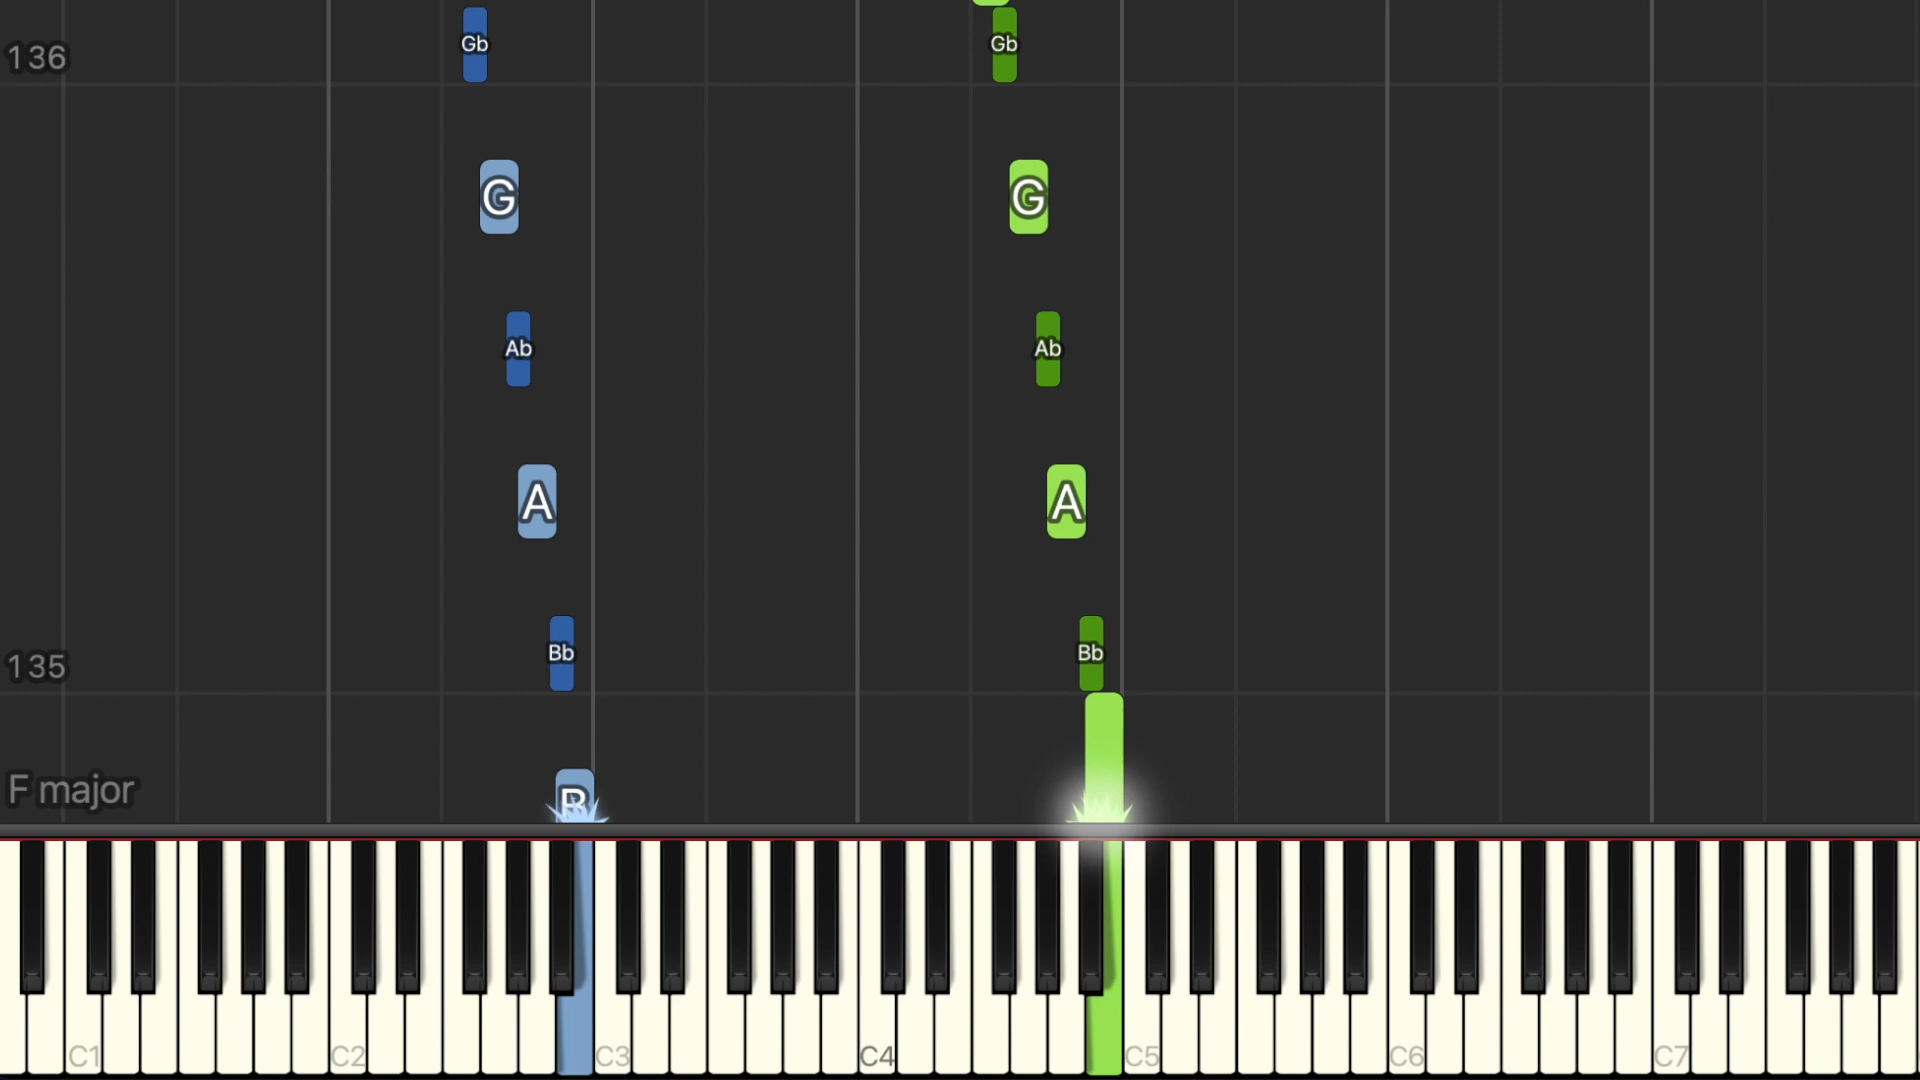 136 Gb Gb
G G
Ab Ab
A A
Bb Bb
135
F major B
C1 C2 C3 C4 C5 C6 C7